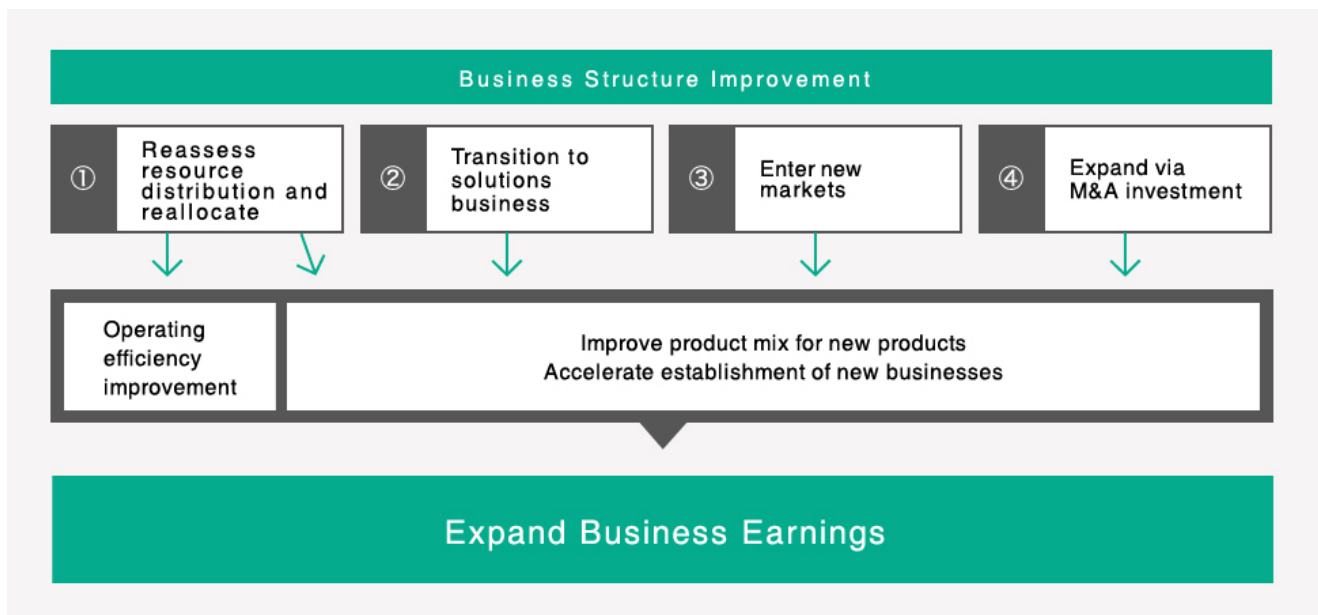 Business Structure Improvement
①
Reassess
resource
distribution and
reallocate
②
Transition to
solutions
business
③
Enter new
markets
④
Expand via
M&A investment
Operating
efficiency
improvement
Improve product mix for new products
Accelerate establishment of new businesses
Expand Business Earnings